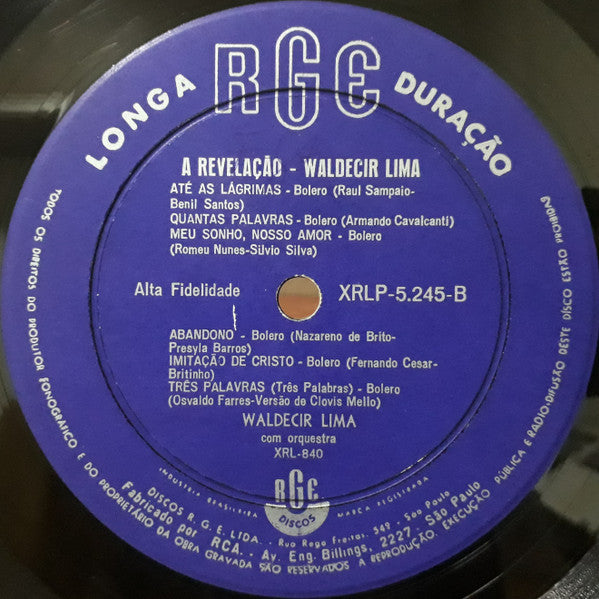 RGE
LONGA DURAÇÃO
A REVELAÇÃO - WALDECIR LIMA
ATÉ AS LÁGRIMAS - Bolero (Raul Sampaio-
Benil Santos)
QUANTAS PALAVRAS - Bolero (Armando Cavalcanti)
MEU SONHO, NOSSO AMOR - Bolero
(Romeu Nunes-Silvio Silva)
Alta Fidelidade
XRLP-5.245-B
ABANDONO - Bolero (Nazareno de Brito-
Presyla Barros)
IMITAÇÃO DE CRISTO - Bolero (Fernando Cesar-
Britinho)
TRÊS PALAVRAS (Três Palabras) - Bolero
(Osvaldo Farres-Versão de Clovis Mello)
WALDECIR LIMA
com orquestra
XRL-840
INDUSTRIA BRASILEIRA
RGE
DISCOS
MARCA REGISTRADA
DISCOS R. G. E. LTDA. - Rua Rego Freitas, 549 - Sao Paulo
Fabricado por RCA. - Av. Eng. Billings, 2227 - São Paulo
TODOS OS DIREITOS DO PRODUTOR FONOGRÁFICO E DO PROPRIETÁRIO DA OBRA GRAVADA SÃO RESERVADOS A REPRODUÇÃO. EXECUÇÃO PÚBLICA E RADIO-DIFUSÃO DESTE DISCO ESTÃO PROIBIDAS